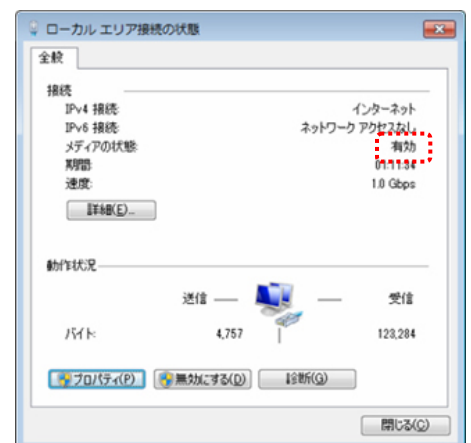 ローカル エリア接続の状態
全般
接続
IPv4 接続: インターネット
IPv6 接続: ネットワーク アクセスなし
メディアの状態: 有効
期間: 01:11:34
速度: 1.0 Gbps
詳細(E)...
動作状況
送信 — — 受信
バイト: 4,757 123,284
プロパティ(P) 無効にする(D) 診断(G)
閉じる(C)